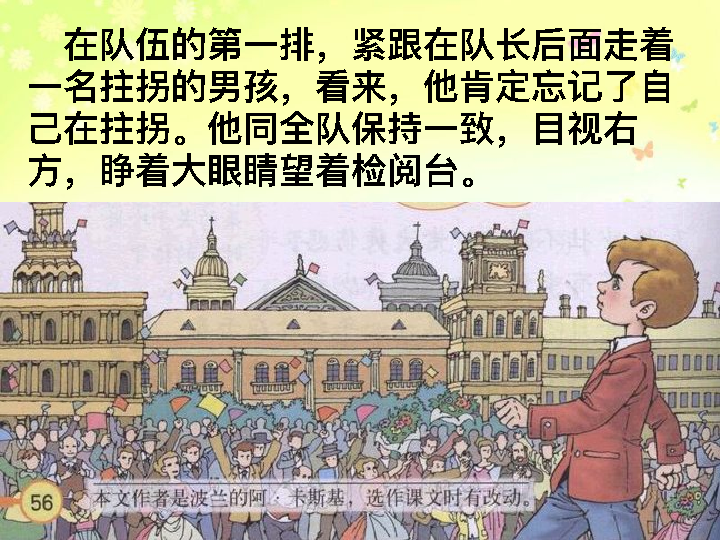 在队伍的第一排，紧跟在队长后面走着
一名拄拐的男孩，看来，他肯定忘记了自
己在拄拐。他同全队保持一致，目视右
方，睁着大眼睛望着检阅台。
56
本文作者是波兰的阿·卡斯基，选作课文时有改动。